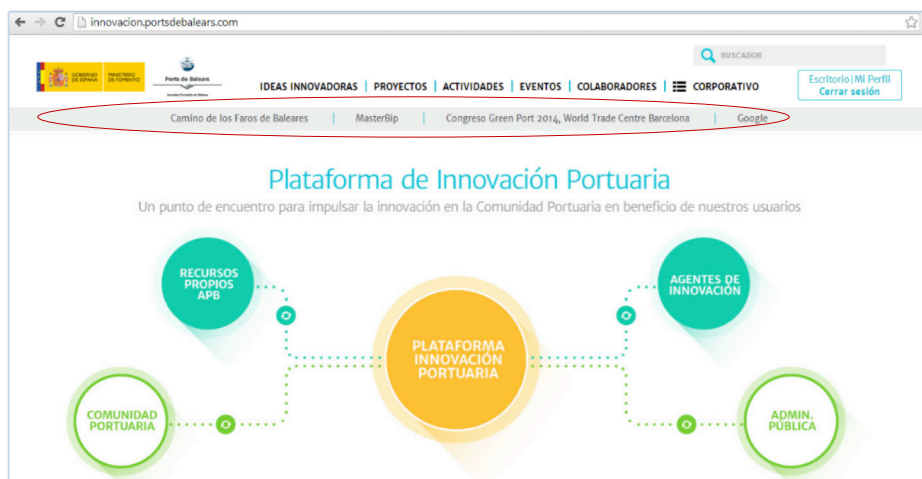 innovacion.portsdebalears.com
BUSCADOR
GOBIERNO DE ESPAÑA
MINISTERIO DE FOMENTO
Ports de Balears
IDEAS INNOVADORAS | PROYECTOS | ACTIVIDADES | EVENTOS | COLABORADORES | CORPORATIVO
Escritorio | Mi Perfil
Cerrar sesión
Camino de los Faros de Baleares | MasterBip | Congreso Green Port 2014, World Trade Centre Barcelona | Google
Plataforma de Innovación Portuaria
Un punto de encuentro para impulsar la innovación en la Comunidad Portuaria en beneficio de nuestros usuarios
RECURSOS
PROPIOS
APB
AGENTES DE
INNOVACIÓN
PLATAFORMA
INNOVACIÓN
PORTUARIA
COMUNIDAD
PORTUARIA
ADMIN.
PÚBLICA